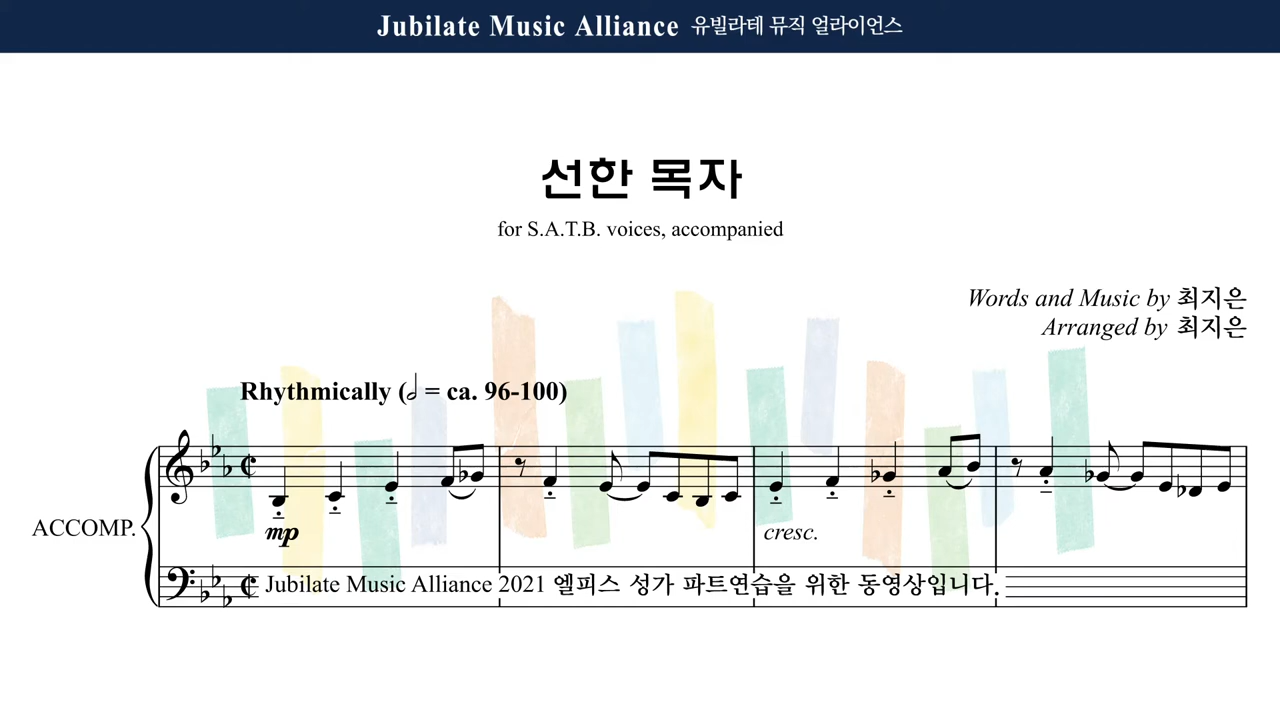 Jubilate Music Alliance 유빌라테 뮤직 얼라이언스
선한 목자
for S.A.T.B. voices, accompanied
Words and Music by 최지은
Arranged by 최지은
Rhythmically (𝅗𝅥 = ca. 96-100)
ACCOMP.
mp
cresc.
Jubilate Music Alliance 2021 엘피스 성가 파트연습을 위한 동영상입니다.